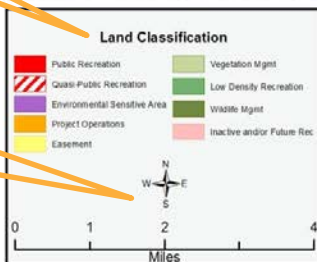 Land Classification
Public Recreation
Quasi-Public Recreation
Environmental Sensitive Area
Project Operations
Easement
Vegetation Mgmt
Low Density Recreation
Wildlife Mgmt
Inactive and/or Future Rec
N
W E
S
0 1 2 4
Miles